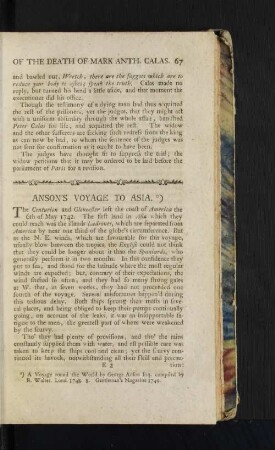 OF THE DEATH OF MARK ANTH. CALAS. 67
and bawled out, Wretch, there are the faggots which are to
reduce your body to ashes; speak the truth. Calas made no
reply, but turned his head a little aside, and that moment the
executioner did his office.
Though the testimony of a dying man had thus acquitted
the rest of the prisoners, yet the judges, that they might act
with a uniform absurdity through the whole affair, banished
Peter Calas for life, and acquitted the rest. The widow
and the other sufferers are seeking such redress from the king
as can now be had, to whom the sentence of the judges was
not sent for confirmation as it ought to have been.
The judges have thought fit to suppress the trial; the
widow petitions that it may be ordered to be laid before the
parliament of Paris for a revision.
ANSON'S VOYAGE TO ASIA. *)
The Centurion and Gloucester left the coast of America the
6th of May 1742. The first land in Asia which they
could reach was the Islands Ladrones, which are separated from
America by near one third of the globe's circumference. But
as the N. E. winds, which are favourable for this voyage,
usually blow between the tropics, the English could not think
that they could be longer about it than the Spaniards, who
generally perform it in two months. In this confidence they
put to sea, and stood for the latitude where the most regular
winds are expected; but, contrary of their expectations, the
wind shifted so often, and they had so many strong gales
at W. that, in seven weeks, they had not proceeded one
fourth of the voyage. Several misfortunes happened during
this tedious delay. Both ships sprung their masts in several
places, and being obliged to keep their pumps continually
going, on account of the leaks, it was an insupportable fatigue
to the men, the greatest part of whom were weakened
by the scurvy.
Tho' they had plenty of provisions, and tho' the rains
constantly supplied them with water, and all possible care was
taken to keep the ships cool and clean; yet the scurvy continued
its havock, notwithstanding all their skill and precau-
E 2
tion:
*) A Voyage round the World by George Anson Esq. compiled by
R. Walter. Lond. 1748. 8. Gentleman's Magazine 1749.